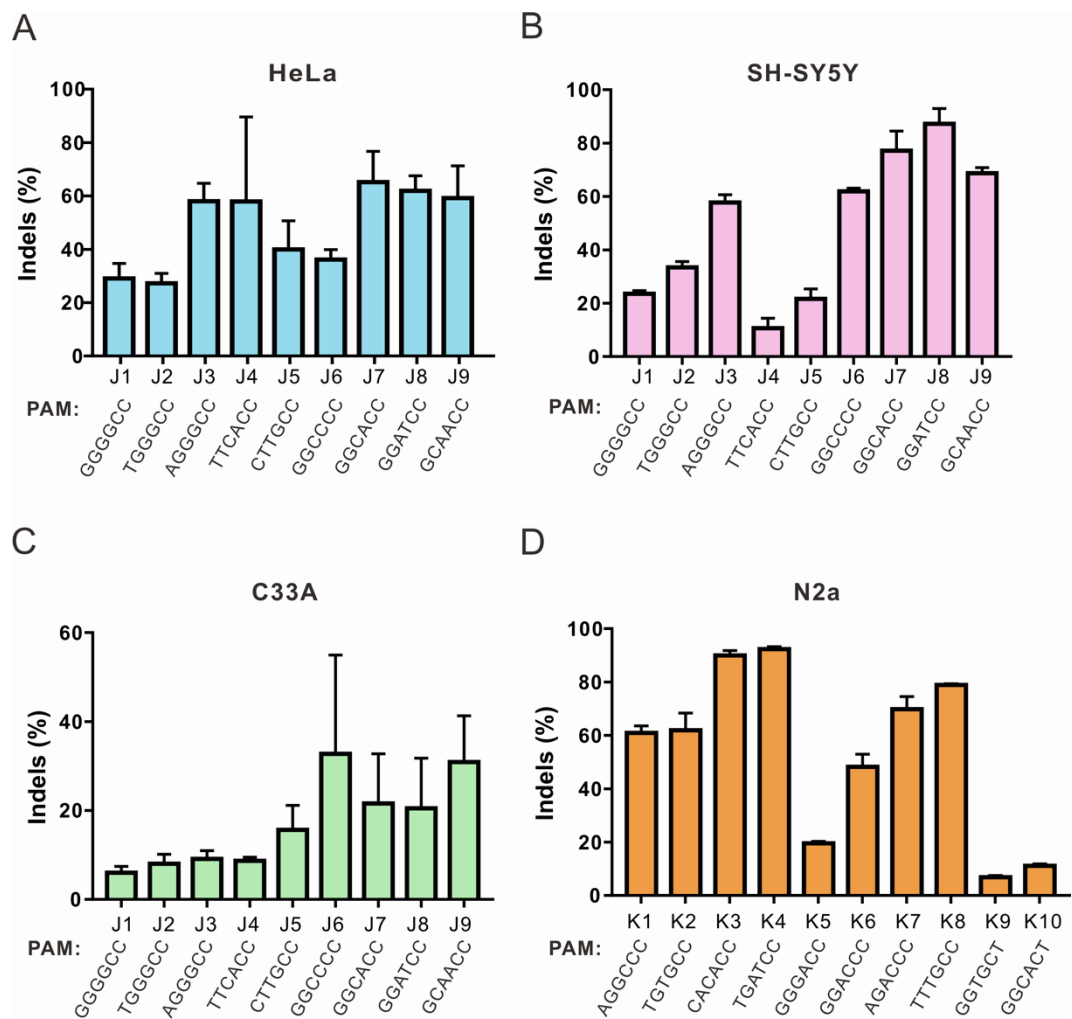 A
HeLa
Indels (%)
100
80
60
40
20
0
J1 J2 J3 J4 J5 J6 J7 J8 J9
PAM:
GGGGCC TGGGCC AGGGCC TTCACC CTTGCC GGCCCC GGCACC GGATCC GCAACC
B
SH-SY5Y
Indels (%)
100
80
60
40
20
0
J1 J2 J3 J4 J5 J6 J7 J8 J9
PAM:
GGGGCC TGGGCC AGGGCC TTCACC CTTGCC GGCCCC GGCACC GGATCC GCAACC
C
C33A
Indels (%)
60
40
20
0
J1 J2 J3 J4 J5 J6 J7 J8 J9
PAM:
GGGGCC TGGGCC AGGGCC TTCACC CTTGCC GGCCCC GGCACC GGATCC GCAACC
D
N2a
Indels (%)
100
80
60
40
20
0
K1 K2 K3 K4 K5 K6 K7 K8 K9 K10
PAM:
AGGCCC TGTGCC CACACC TGATCC GGGACC GGACCC AGACCC TTTGCC GGTGCT GGCACT